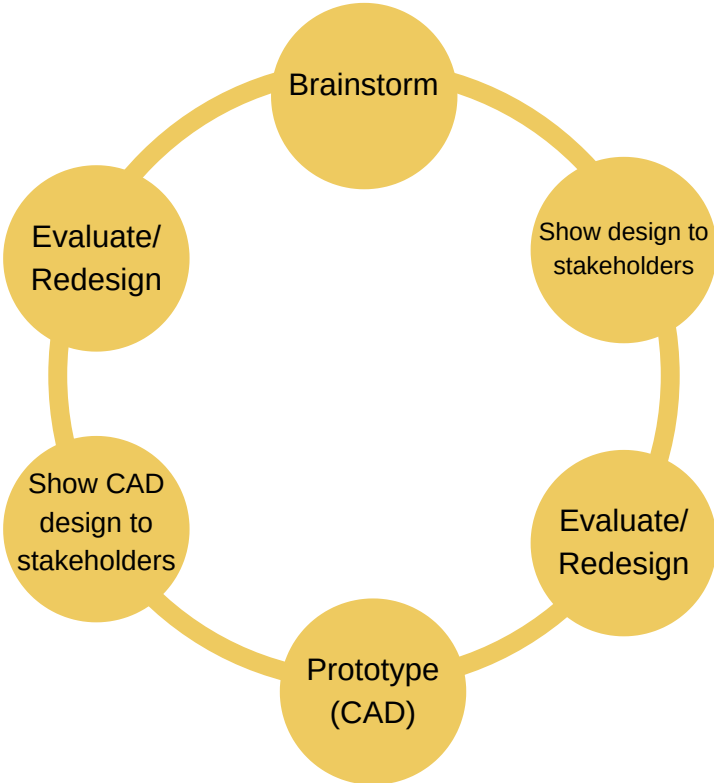 Brainstorm
Show design to
stakeholders
Evaluate/
Redesign
Prototype
(CAD)
Show CAD
design to
stakeholders
Evaluate/
Redesign